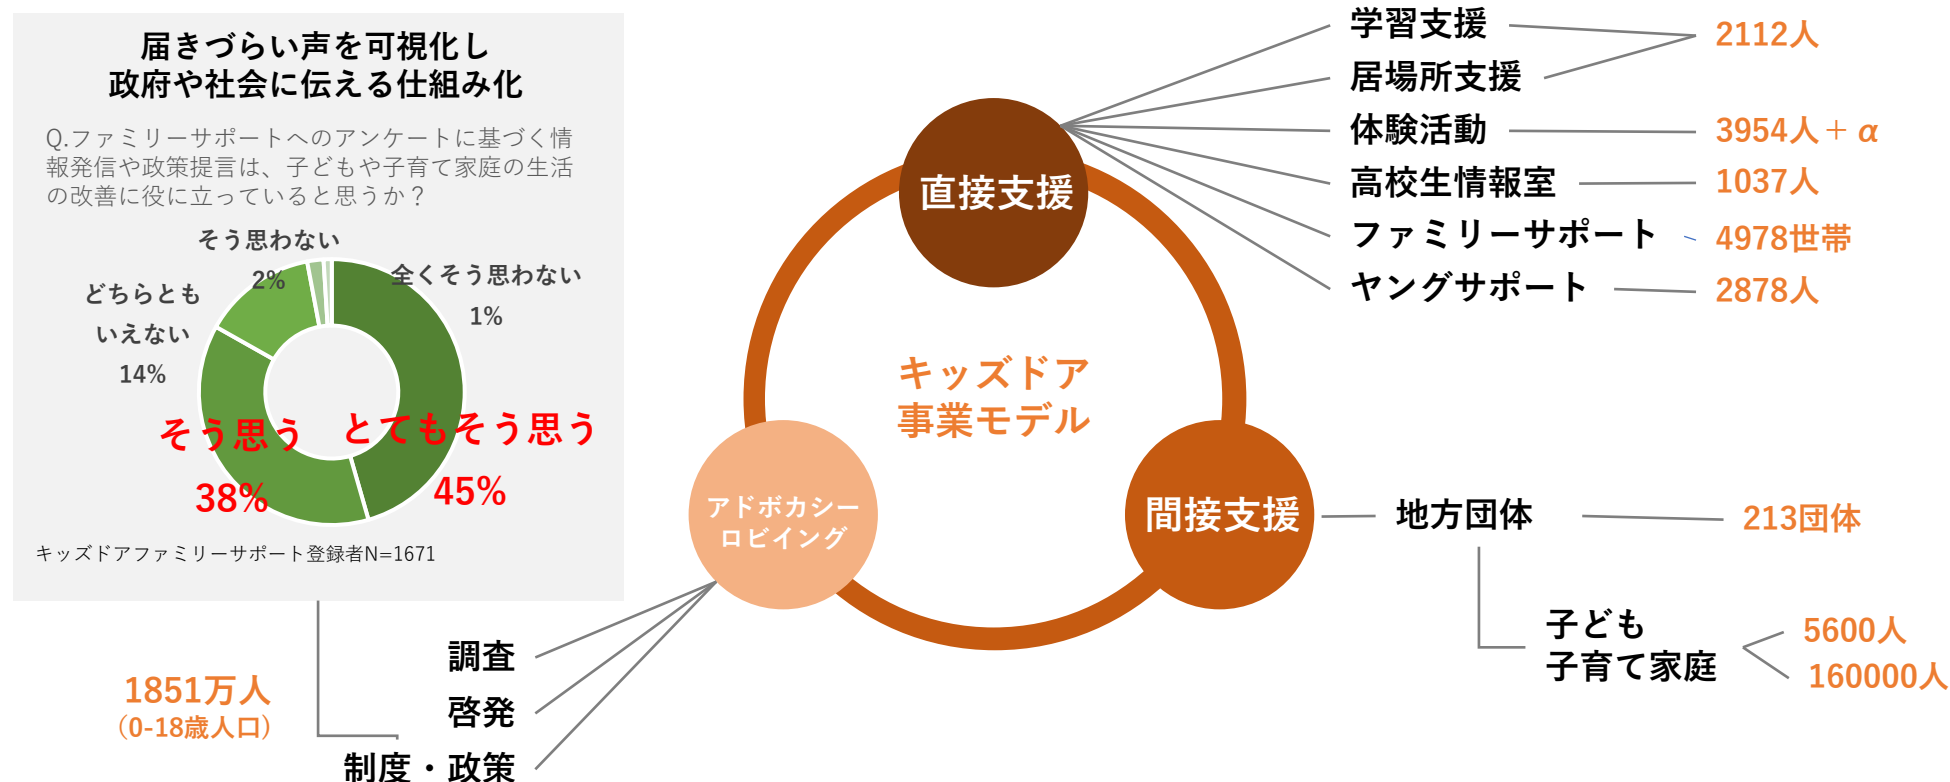 届きづらい声を可視化し
政府や社会に伝える仕組み化
Q.ファミリーサポートへのアンケートに基づく情
報発信や政策提言は、子どもや子育て家庭の生活
の改善に役に立っていると思うか？
そう思わない
2%
全くそう思わない
1%
どちらとも
いえない
14%
そう思う
38%
とてもそう思う
45%
キッズドアファミリーサポート登録者N=1671
1851万人
（0-18歳人口）
調査
啓発
制度・政策
アドボカシー
ロビイング
キッズドア
事業モデル
直接支援
学習支援
居場所支援
2112人
体験活動
3954人＋α
高校生情報室
1037人
ファミリーサポート
4978世帯
ヤングサポート
2878人
間接支援
地方団体
213団体
子ども
子育て家庭
5600人
160000人